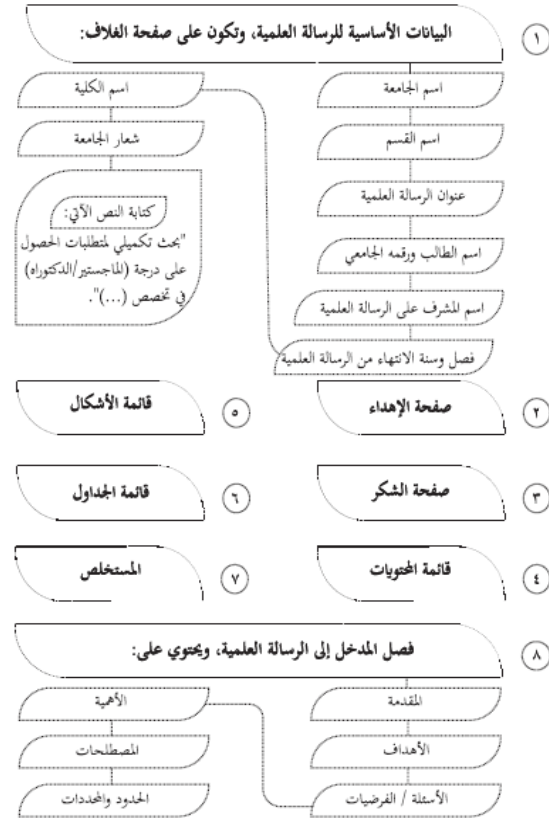 ١ البيانات الأساسية للرسالة العلمية، وتكون على صفحة الغلاف:
اسم الجامعة
اسم القسم
عنوان الرسالة العلمية
اسم الطالب ورقمه الجامعي
اسم المشرف على الرسالة العلمية
فصل وسنة الانتهاء من الرسالة العلمية
اسم الكلية
شعار الجامعة
كتابة النص الآتي:
"بحث تكميلي لمتطلبات الحصول
على درجة (الماجستير/الدكتوراه)
في تخصص (...)".
٢ صفحة الإهداء
٣ صفحة الشكر
٤ قائمة المحتويات
٥ قائمة الأشكال
٦ قائمة الجداول
٧ المستخلص
٨ فصل المدخل إلى الرسالة العلمية، ويحتوي على:
المقدمة
الأهداف
الأسئلة / الفرضيات
الأهمية
المصطلحات
الحدود والمحددات